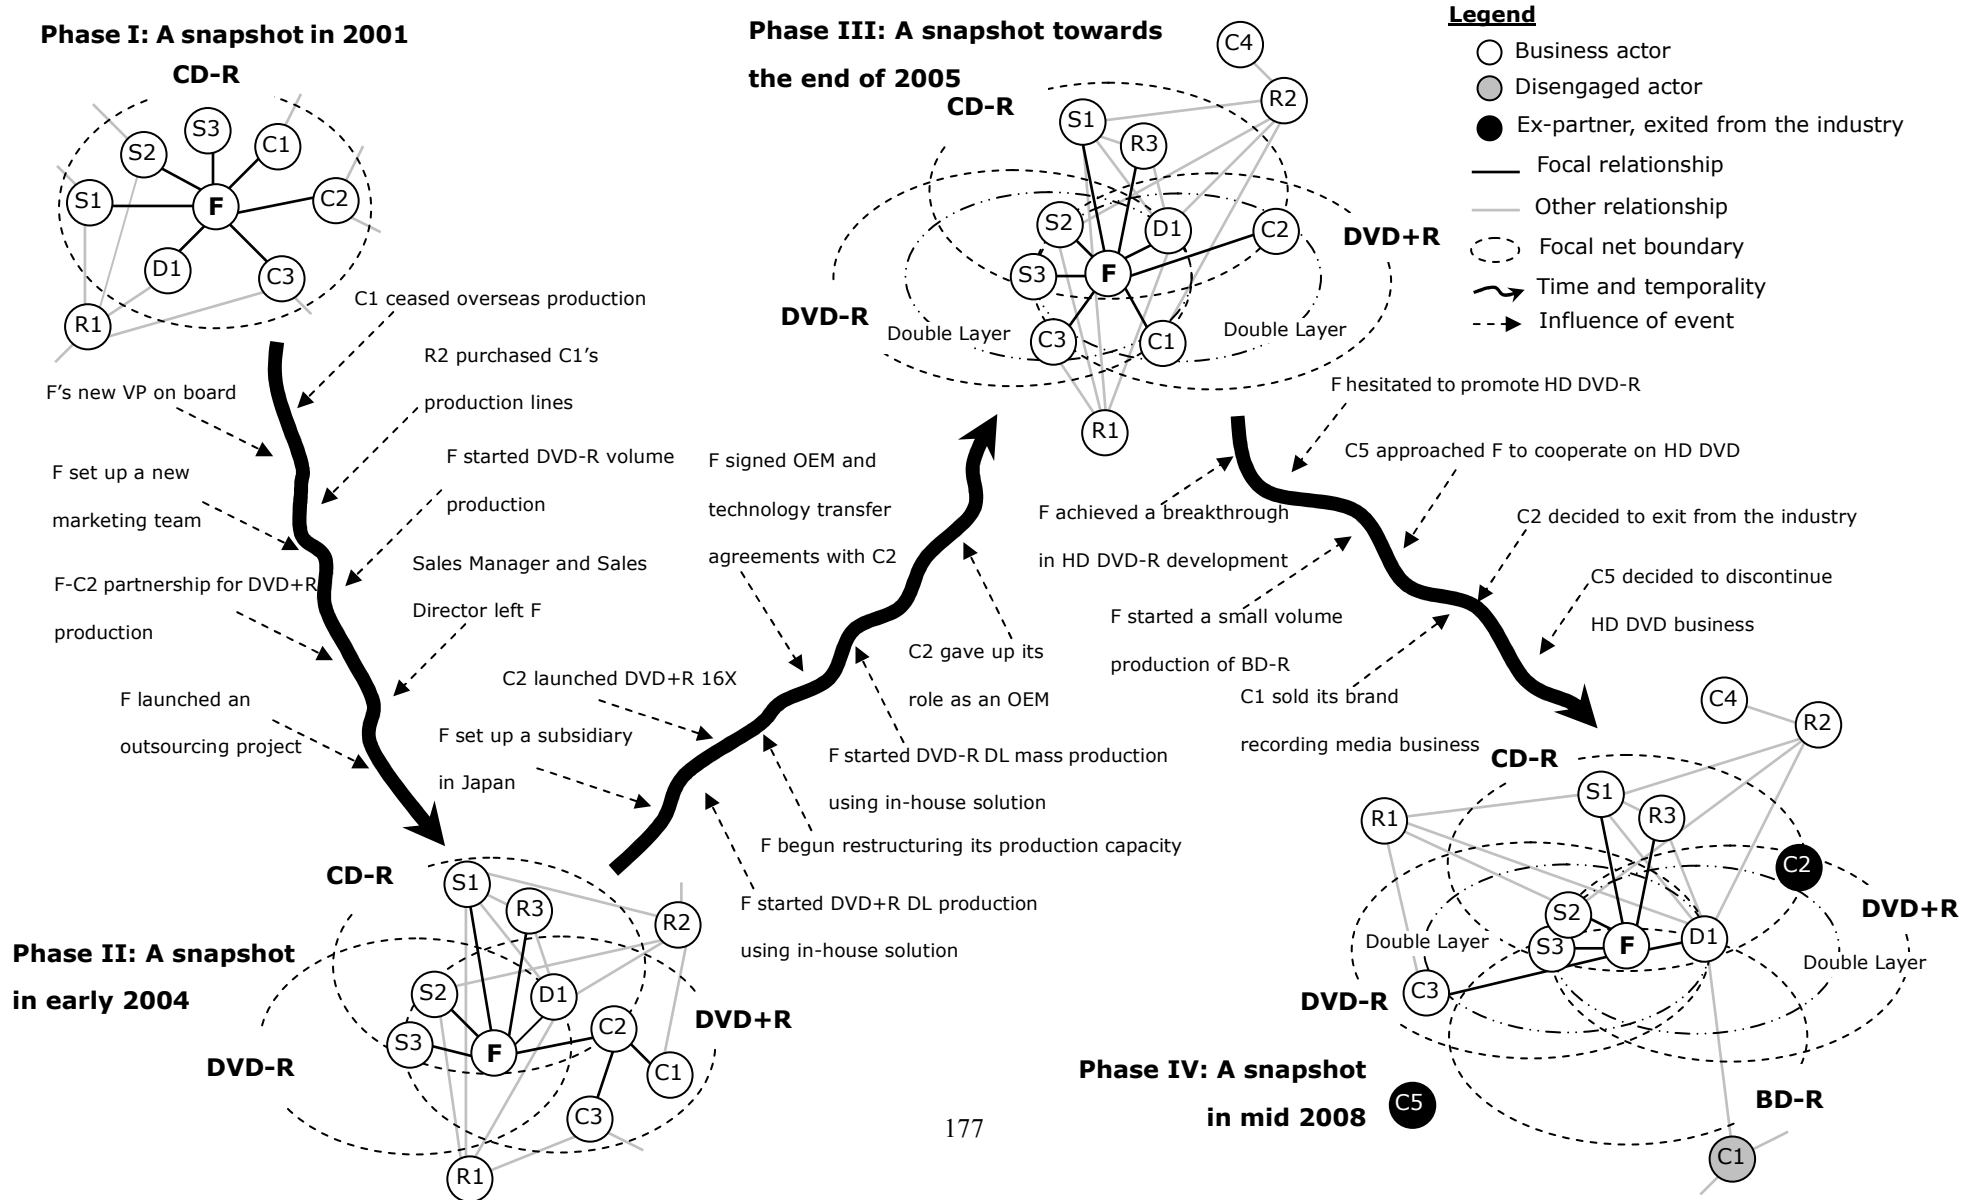 Phase I: A snapshot in 2001
CD-R
S3
C1
S2
S1
F
C2
D1
C3
R1
C1 ceased overseas production
R2 purchased C1's
production lines
F's new VP on board
F set up a new
marketing team
F started DVD-R volume
production
F-C2 partnership for DVD+R
production
Sales Manager and Sales
Director left F
F launched an
outsourcing project
Phase II: A snapshot
in early 2004
CD-R
DVD-R
DVD+R
S1
R3
R2
S2
D1
S3
F
C2
C1
C3
R1
F set up a subsidiary
in Japan
C2 launched DVD+R 16X
F signed OEM and
technology transfer
agreements with C2
C2 gave up its
role as an OEM
F started DVD-R DL mass production
using in-house solution
F begun restructuring its production capacity
F started DVD+R DL production
using in-house solution
Phase III: A snapshot towards
the end of 2005
CD-R
DVD-R
DVD+R
Double Layer
Double Layer
C4
R2
S1
R3
S2
D1
C2
S3
F
C3
C1
R1
F hesitated to promote HD DVD-R
C5 approached F to cooperate on HD DVD
F achieved a breakthrough
in HD DVD-R development
C2 decided to exit from the industry
F started a small volume
production of BD-R
C5 decided to discontinue
HD DVD business
C1 sold its brand
recording media business
Phase IV: A snapshot
in mid 2008
CD-R
DVD-R
DVD+R
BD-R
Double Layer
Double Layer
C4
R2
S1
R3
R1
C2
S2
S3
F
D1
C3
C5
C1
Legend
Business actor
Disengaged actor
Ex-partner, exited from the industry
Focal relationship
Other relationship
Focal net boundary
Time and temporality
Influence of event
177